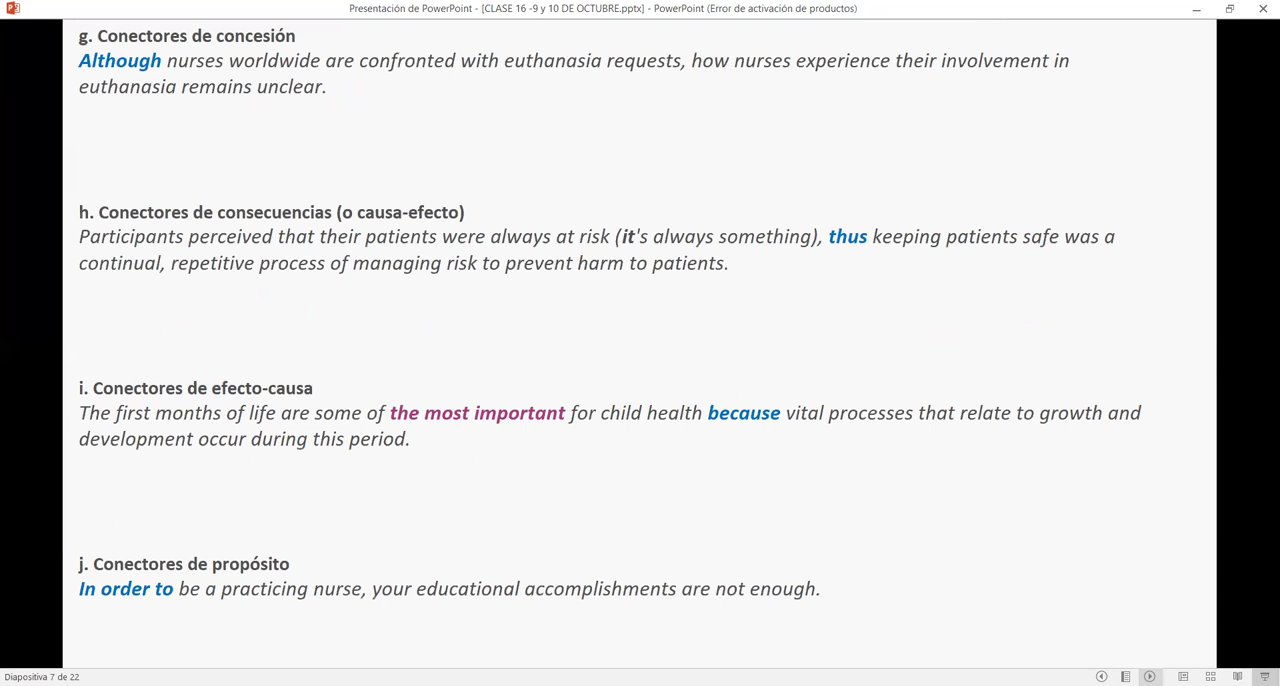 Presentación de PowerPoint - [CLASE 16 -9 y 10 DE OCTUBRE.pptx] - PowerPoint (Error de activación de productos)
g. Conectores de concesión
Although nurses worldwide are confronted with euthanasia requests, how nurses experience their involvement in
euthanasia remains unclear.
h. Conectores de consecuencias (o causa-efecto)
Participants perceived that their patients were always at risk (it's always something), thus keeping patients safe was a
continual, repetitive process of managing risk to prevent harm to patients.
i. Conectores de efecto-causa
The first months of life are some of the most important for child health because vital processes that relate to growth and
development occur during this period.
j. Conectores de propósito
In order to be a practicing nurse, your educational accomplishments are not enough.
Diapositiva 7 de 22